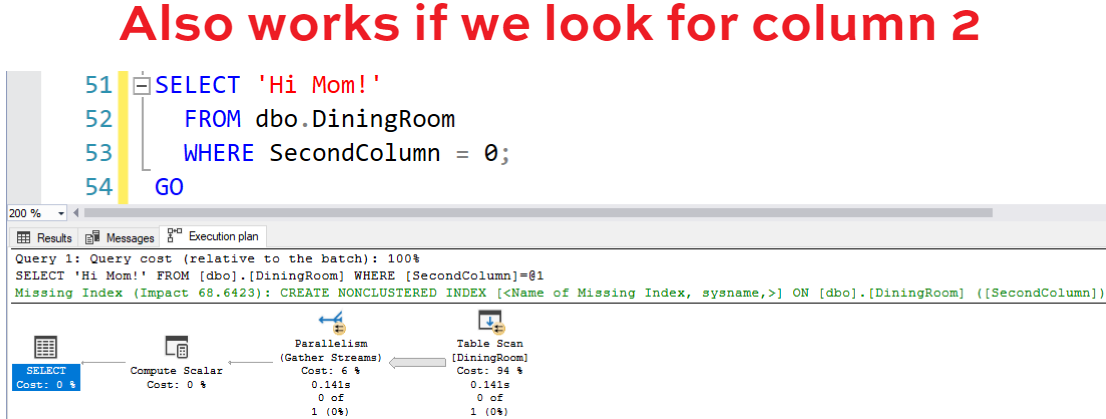 Also works if we look for column 2
51 SELECT 'Hi Mom!'
52 FROM dbo.DiningRoom
53 WHERE SecondColumn = 0;
54 GO
200 %
Results Messages Execution plan
Query 1: Query cost (relative to the batch): 100%
SELECT 'Hi Mom!' FROM [dbo].[DiningRoom] WHERE [SecondColumn]=@1
Missing Index (Impact 68.6423): CREATE NONCLUSTERED INDEX [<Name of Missing Index, sysname,>] ON [dbo].[DiningRoom] ([SecondColumn])
SELECT
Cost: 0 %
Compute Scalar
Cost: 0 %
Parallelism
(Gather Streams)
Cost: 6 %
0.141s
0 of
1 (0%)
Table Scan
[DiningRoom]
Cost: 94 %
0.141s
0 of
1 (0%)